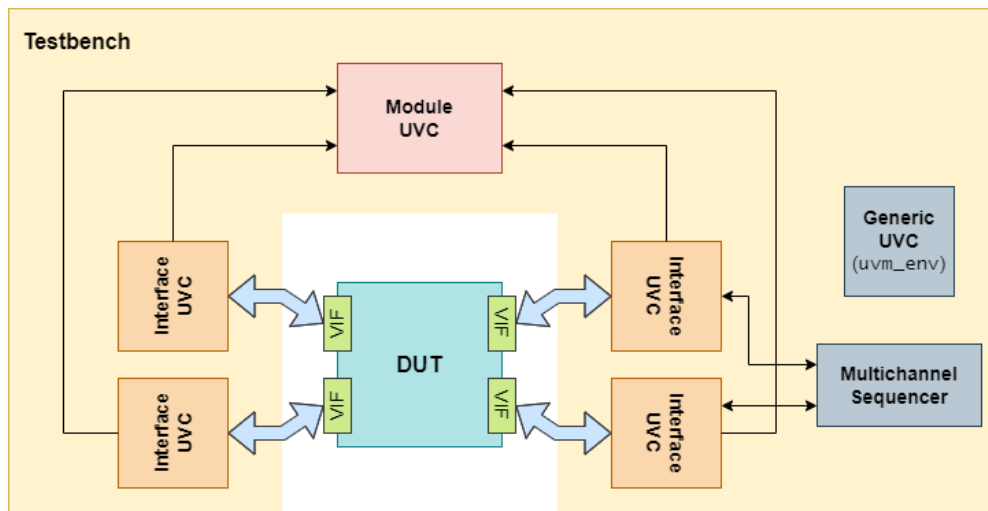 Testbench
Module
UVC
Generic
UVC
(uvm_env)
Interface
UVC
VIF
VIF
Interface
UVC
DUT
Multichannel
Sequencer
Interface
UVC
VIF
VIF
Interface
UVC